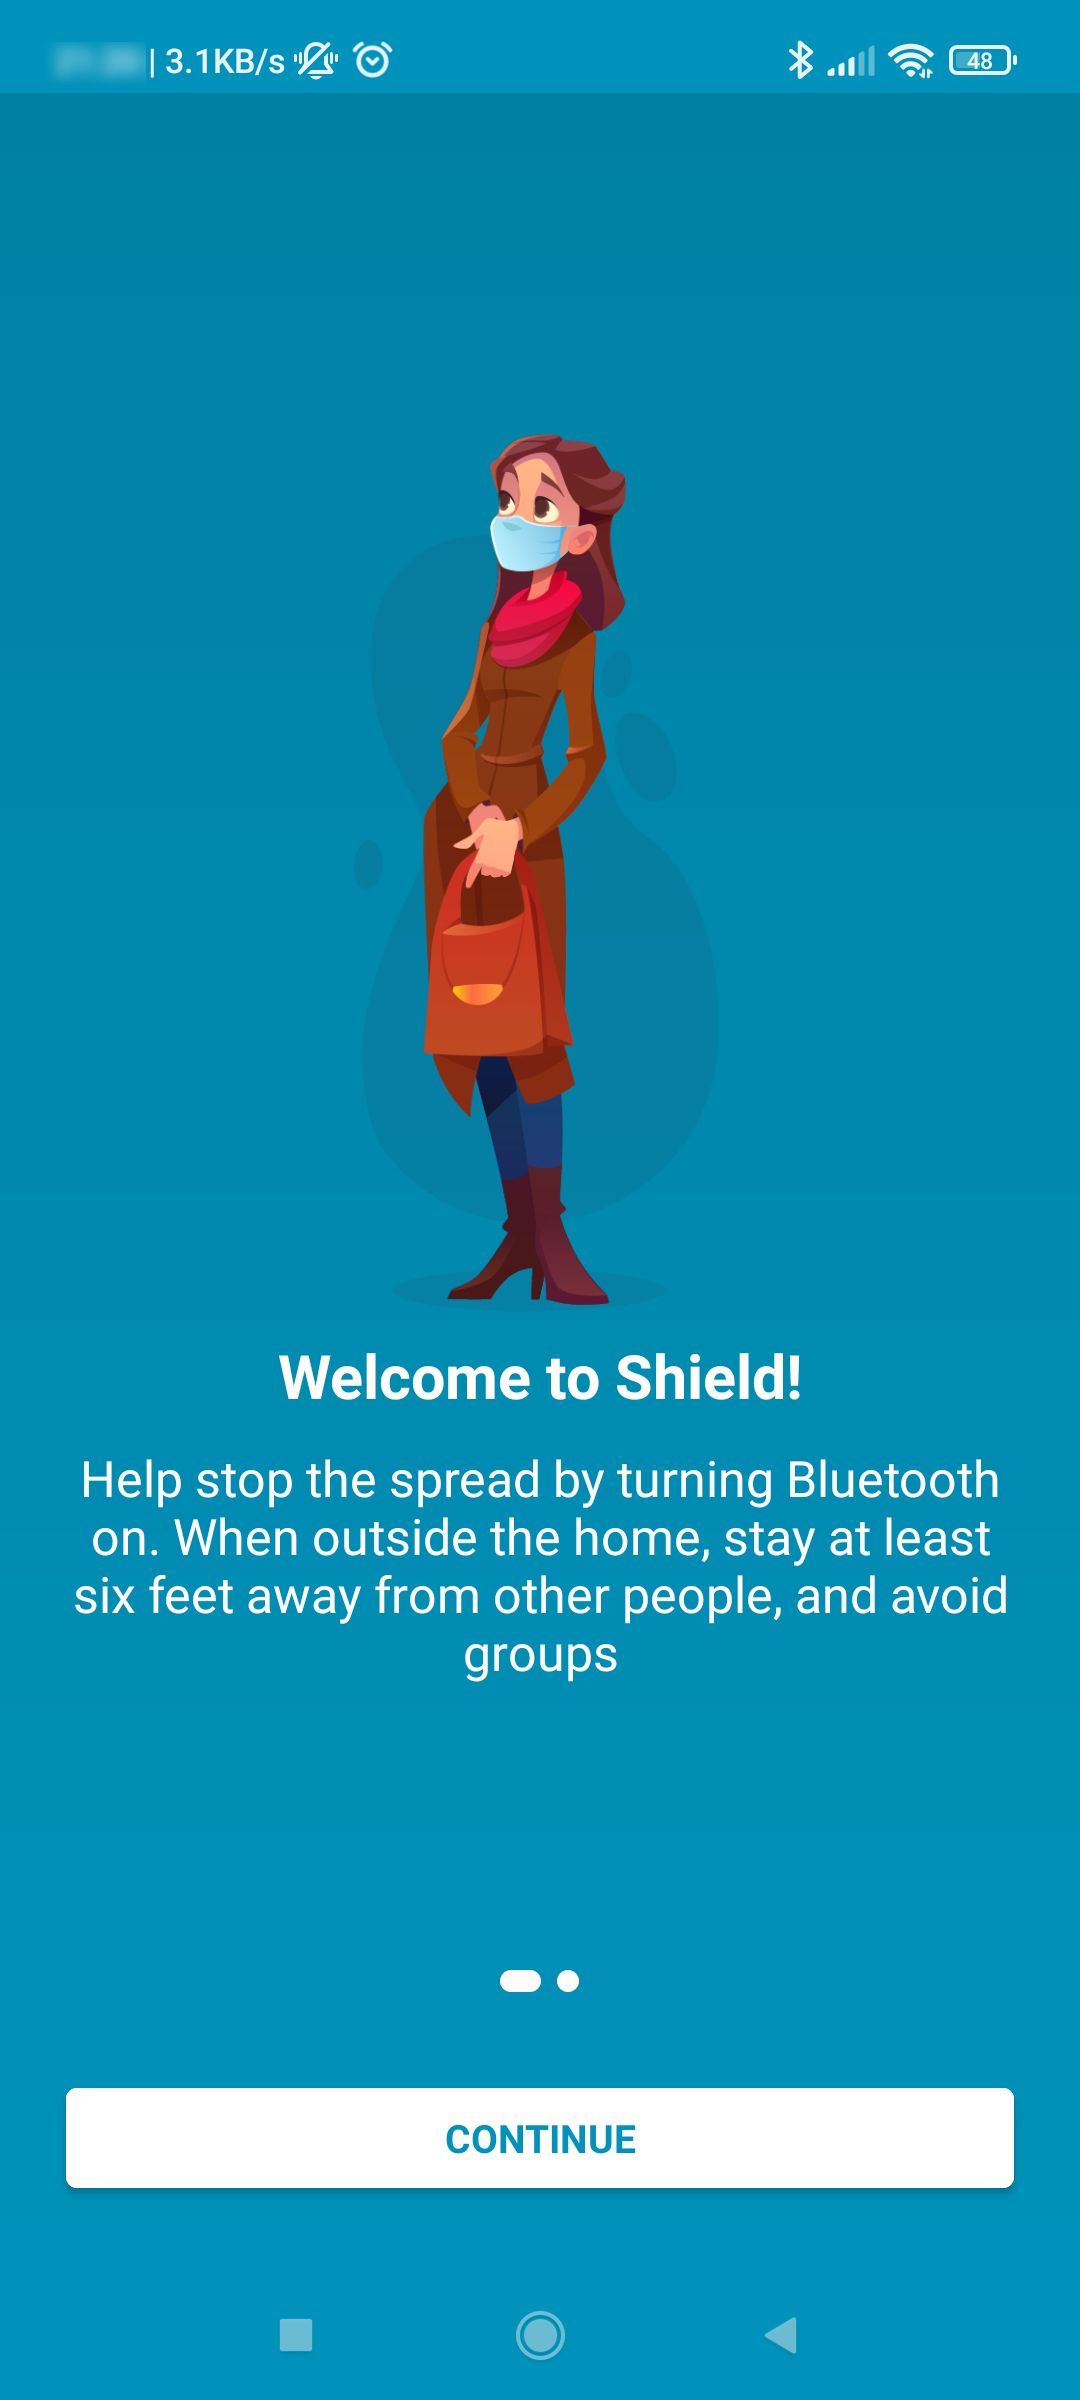 | 3.1KB/s
48
Welcome to Shield!
Help stop the spread by turning Bluetooth
on. When outside the home, stay at least
six feet away from other people, and avoid
groups
CONTINUE